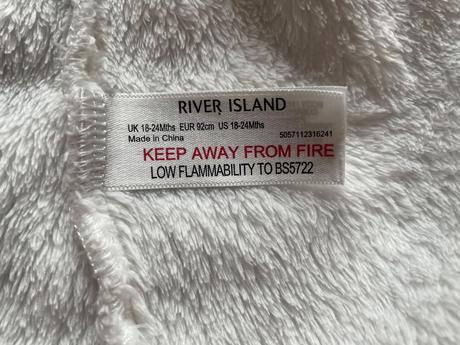 RIVER ISLAND
UK 18-24Mths EUR 92cm US 18-24Mths
Made in China 5057112316241
KEEP AWAY FROM FIRE
LOW FLAMMABILITY TO BS5722